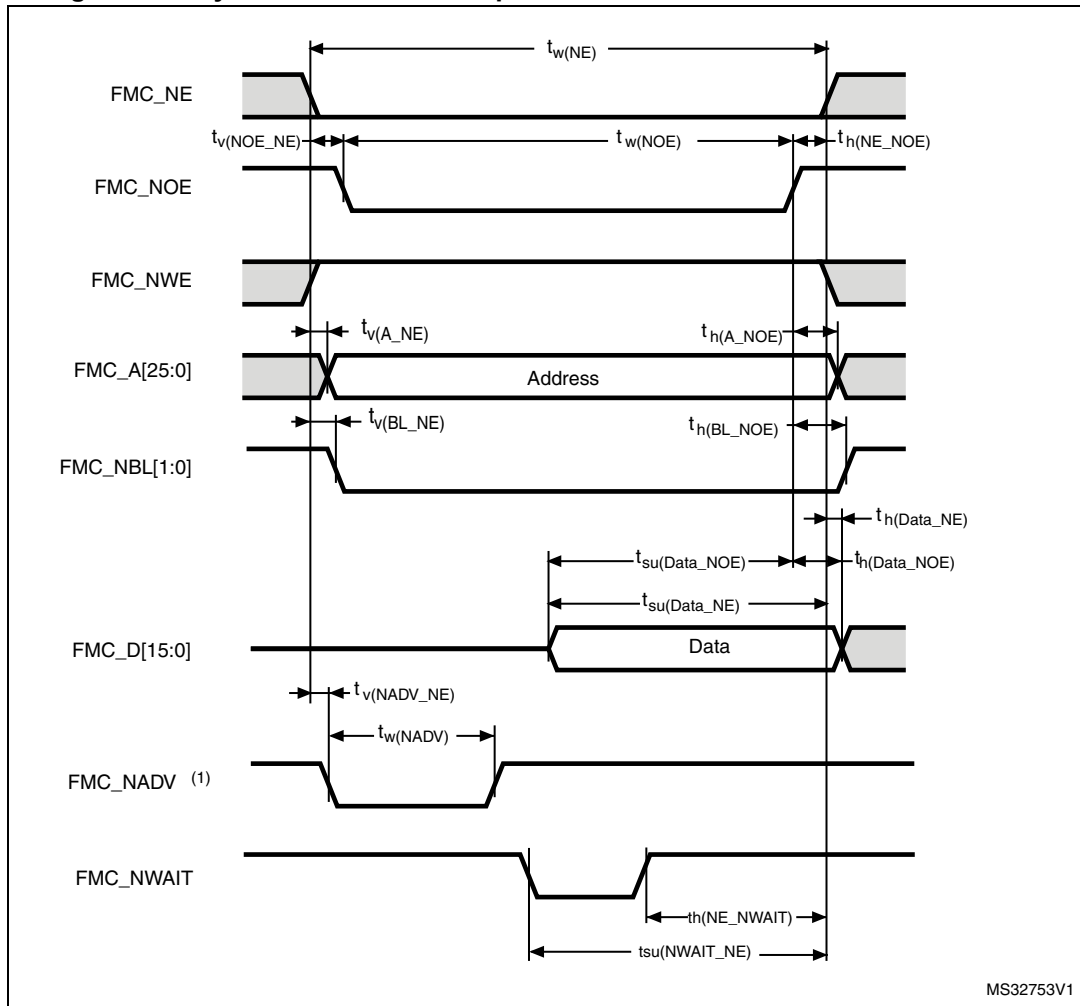 tw(NE)
FMC_NE
tv(NOE_NE)
tw(NOE)
th(NE_NOE)
FMC_NOE
FMC_NWE
tv(A_NE)
th(A_NOE)
FMC_A[25:0]
Address
tv(BL_NE)
th(BL_NOE)
FMC_NBL[1:0]
th(Data_NE)
tsu(Data_NOE)
th(Data_NOE)
tsu(Data_NE)
FMC_D[15:0]
Data
tv(NADV_NE)
tw(NADV)
FMC_NADV (1)
FMC_NWAIT
th(NE_NWAIT)
tsu(NWAIT_NE)
MS32753V1